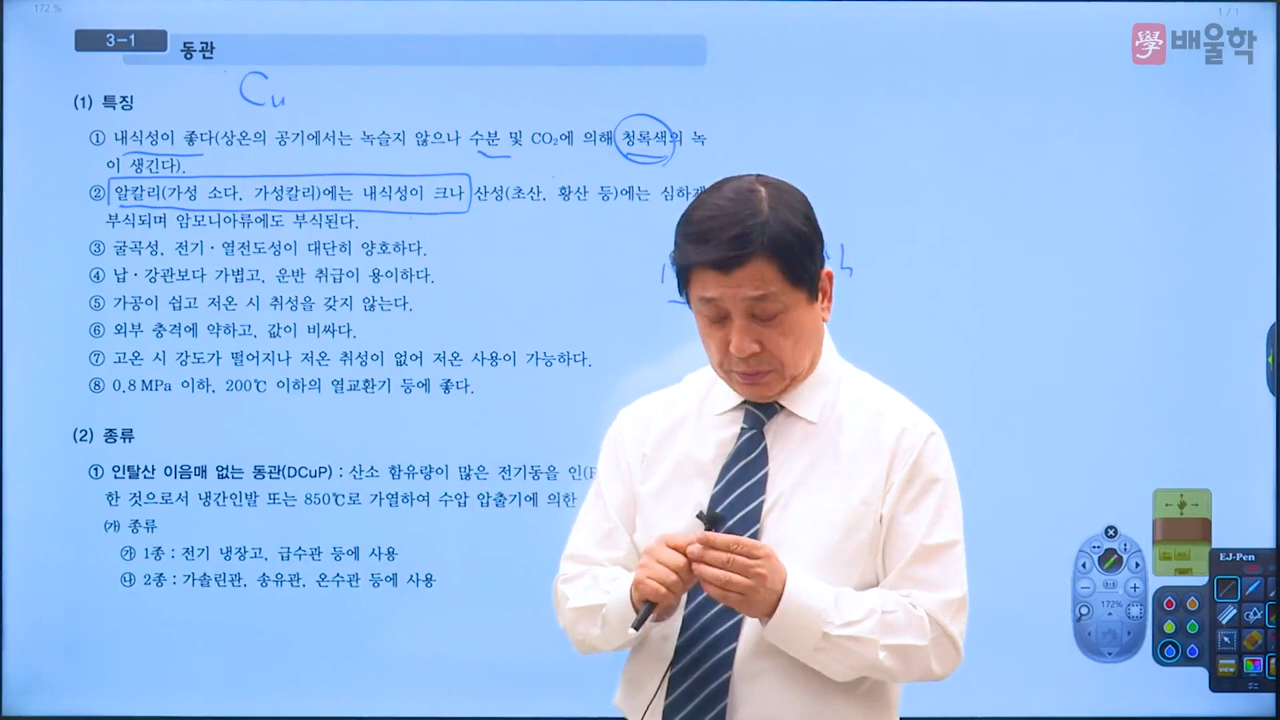 172 %
1 / 1
學 배울학
3-1 동관
Cu
(1) 특징
① 내식성이 좋다(상온의 공기에서는 녹슬지 않으나 수분 및 CO₂에 의해 청록색의 녹
이 생긴다).
② 알칼리(가성 소다, 가성칼리)에는 내식성이 크나 산성(초산, 황산 등)에는 심하게
부식되며 암모니아류에도 부식된다.
③ 굴곡성, 전기·열전도성이 대단히 양호하다.
④ 납·강관보다 가볍고, 운반 취급이 용이하다.
⑤ 가공이 쉽고 저온 시 취성을 갖지 않는다.
⑥ 외부 충격에 약하고, 값이 비싸다.
⑦ 고온 시 강도가 떨어지나 저온 취성이 없어 저온 사용이 가능하다.
⑧ 0.8 MPa 이하, 200℃ 이하의 열교환기 등에 좋다.
(2) 종류
① 인탈산 이음매 없는 동관(DCuP) : 산소 함유량이 많은 전기동을 인(
한 것으로서 냉간인발 또는 850℃로 가열하여 수압 압출기에 의한
㈎ 종류
㉮ 1종 : 전기 냉장고, 급수관 등에 사용
㉯ 2종 : 가솔린관, 송유관, 온수관 등에 사용
EJ-Pen
172%
VIEW